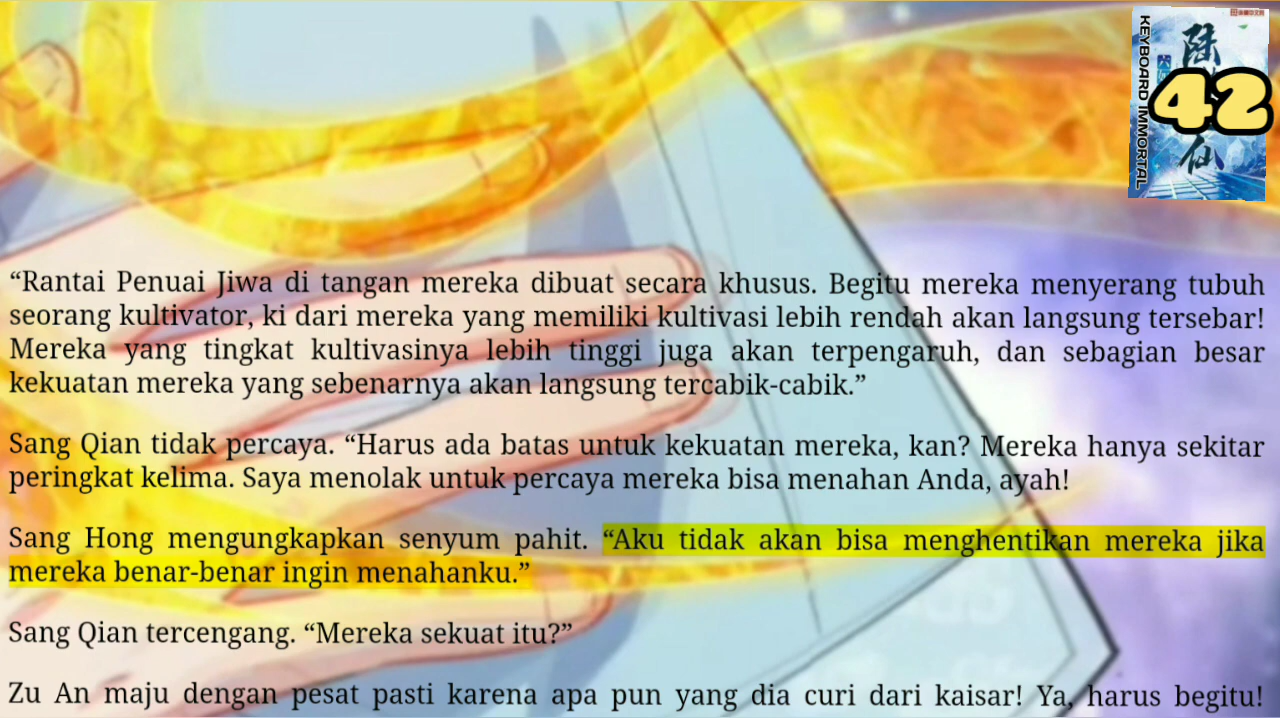 KEYBOARD IMMORTAL
42
“Rantai Penuai Jiwa di tangan mereka dibuat secara khusus. Begitu mereka menyerang tubuh
seorang kultivator, ki dari mereka yang memiliki kultivasi lebih rendah akan langsung tersebar!
Mereka yang tingkat kultivasinya lebih tinggi juga akan terpengaruh, dan sebagian besar
kekuatan mereka yang sebenarnya akan langsung tercabik-cabik.”
Sang Qian tidak percaya. “Harus ada batas untuk kekuatan mereka, kan? Mereka hanya sekitar
peringkat kelima. Saya menolak untuk percaya mereka bisa menahan Anda, ayah!
Sang Hong mengungkapkan senyum pahit. “Aku tidak akan bisa menghentikan mereka jika
mereka benar-benar ingin menahanku.”
Sang Qian tercengang. “Mereka sekuat itu?”
Zu An maju dengan pesat pasti karena apa pun yang dia curi dari kaisar! Ya, harus begitu!